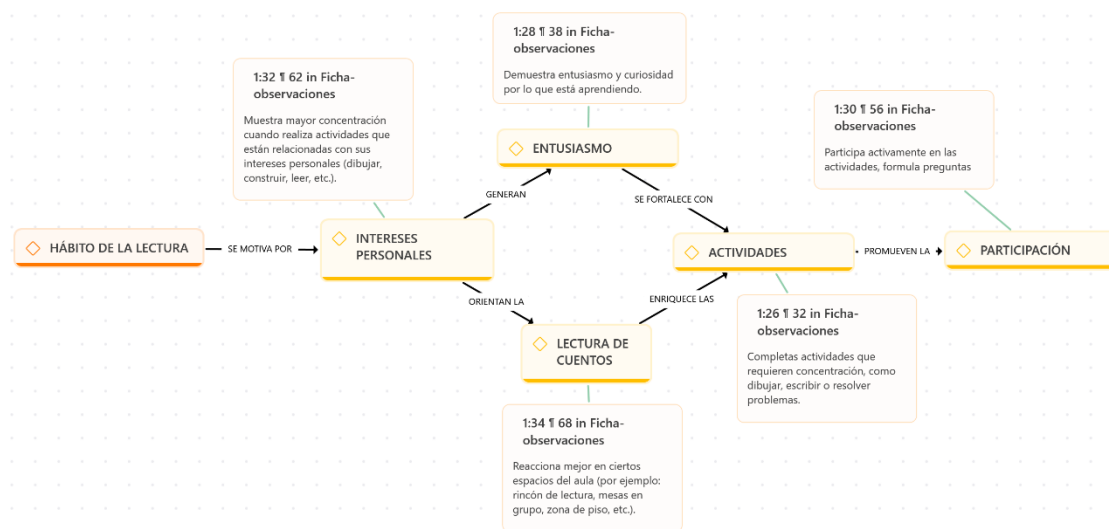 1:28 ¶ 38 in Ficha-
observaciones
Demuestra entusiasmo y curiosidad
por lo que está aprendiendo.
1:32 ¶ 62 in Ficha-
observaciones
Muestra mayor concentración
cuando realiza actividades que
están relacionadas con sus
intereses personales (dibujar,
construir, leer, etc.).
1:30 ¶ 56 in Ficha-
observaciones
Participa activamente en las
actividades, formula preguntas
ENTUSIASMO
GENERAN
SE FORTALECE CON
HÁBITO DE LA LECTURA
SE MOTIVA POR
INTERESES
PERSONALES
ACTIVIDADES
PROMUEVEN LA
PARTICIPACIÓN
ORIENTAN LA
ENRIQUECE LAS
LECTURA DE
CUENTOS
1:26 ¶ 32 in Ficha-
observaciones
Completas actividades que
requieren concentración, como
dibujar, escribir o resolver
problemas.
1:34 ¶ 68 in Ficha-
observaciones
Reacciona mejor en ciertos
espacios del aula (por ejemplo:
rincón de lectura, mesas en
grupo, zona de piso, etc.).